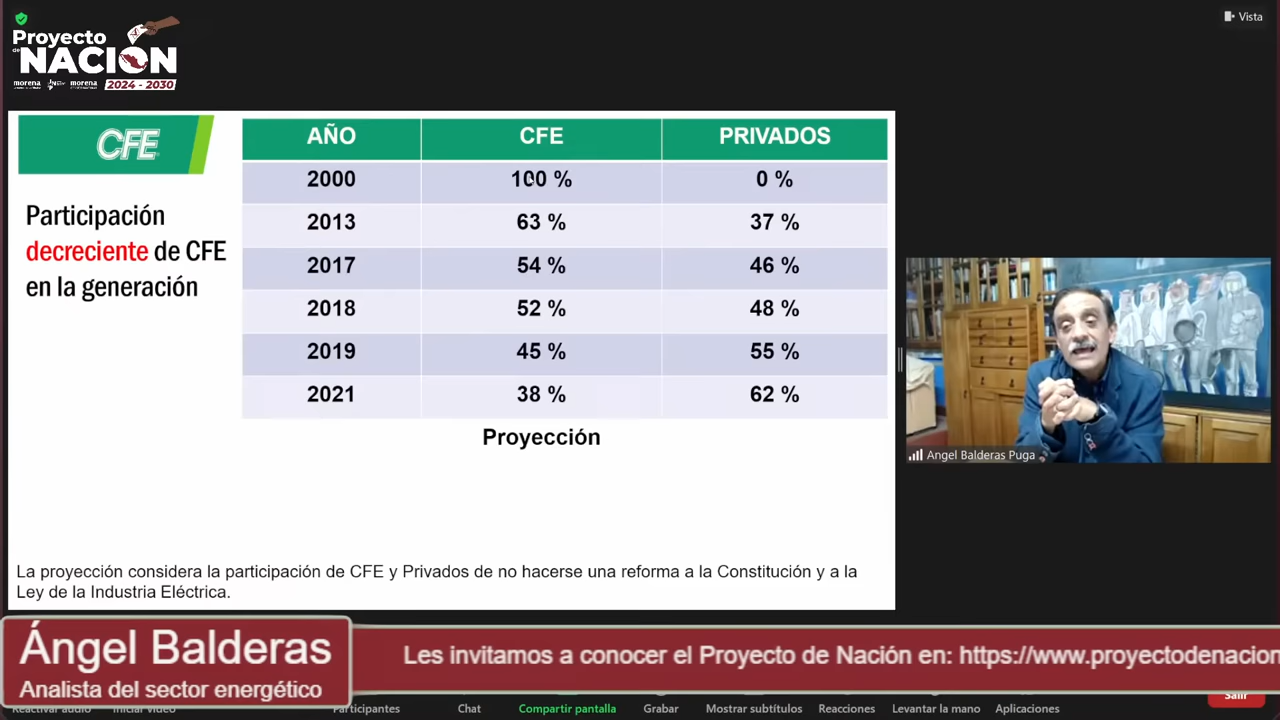 Vista
Proyecto
de NACIÓN
morena morena 2024 - 2030
CFE
AÑO CFE PRIVADOS
2000 100 % 0 %
2013 63 % 37 %
2017 54 % 46 %
2018 52 % 48 %
2019 45 % 55 %
2021 38 % 62 %
Proyección
Participación
decreciente de CFE
en la generación
La proyección considera la participación de CFE y Privados de no hacerse una reforma a la Constitución y a la
Ley de la Industria Eléctrica.
Angel Balderas Puga
Ángel Balderas
Analista del sector energético
Les invitamos a conocer el Proyecto de Nación en: https://www.proyectodenacion
Reactivar audio Iniciar video Participantes Chat Compartir pantalla Grabar Mostrar subtítulos Reacciones Levantar la mano Aplicaciones Salir